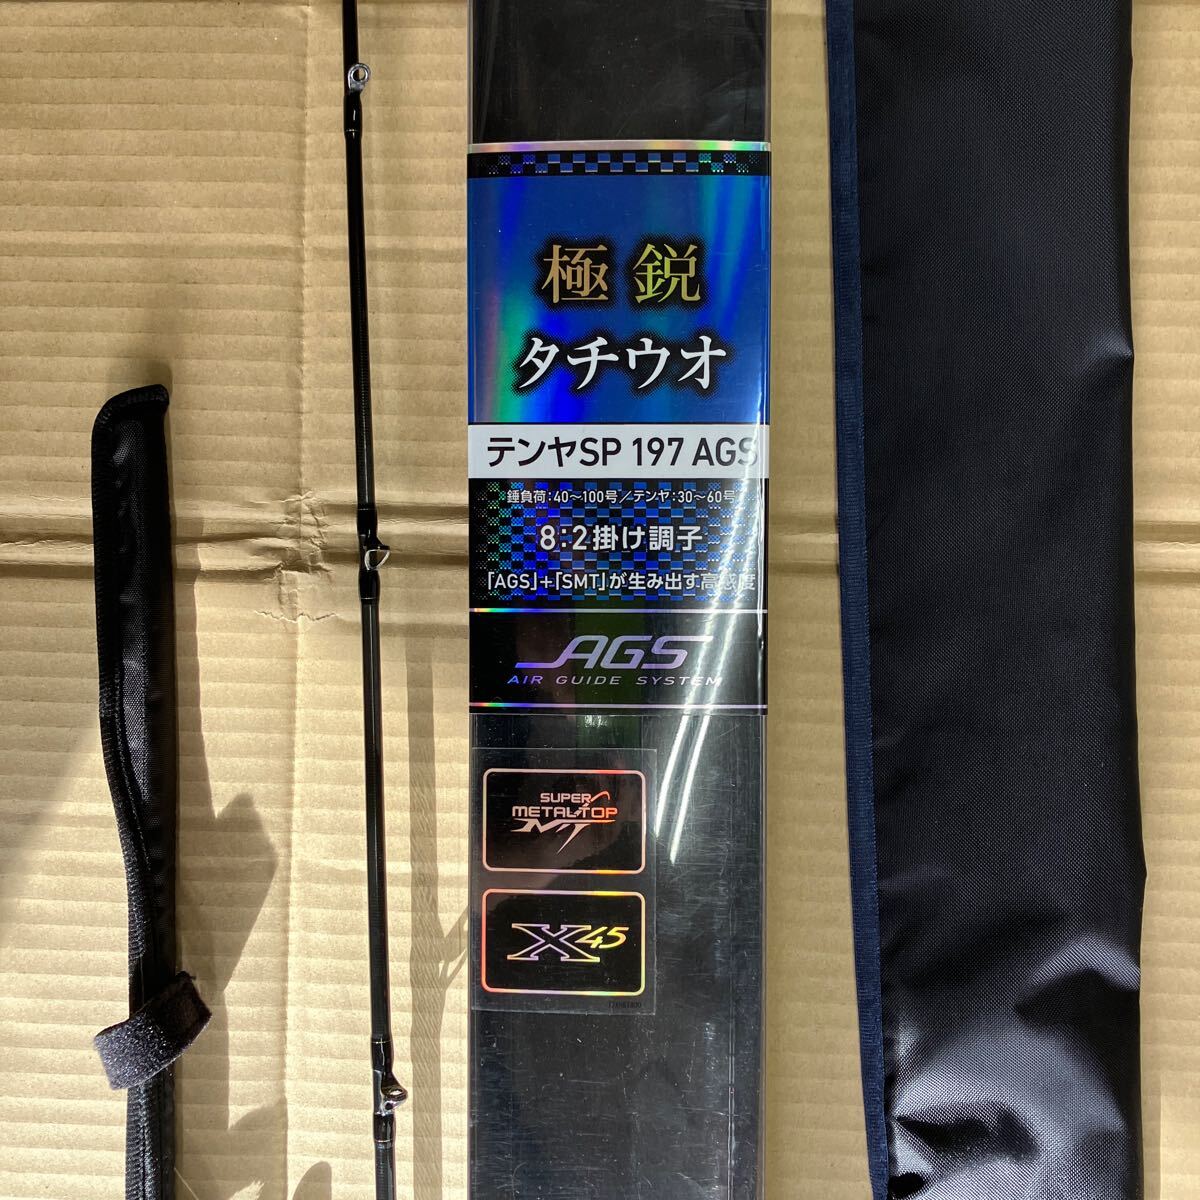 極鋭
タチウオ
テンヤSP 197 AGS
錘負荷:40〜100号/テンヤ:30〜60号
8:2掛け調子
「AGS」+「SMT」が生み出す高感度
AGS
AIR GUIDE SYSTEM
SUPER
METAL TOP
MT
X45